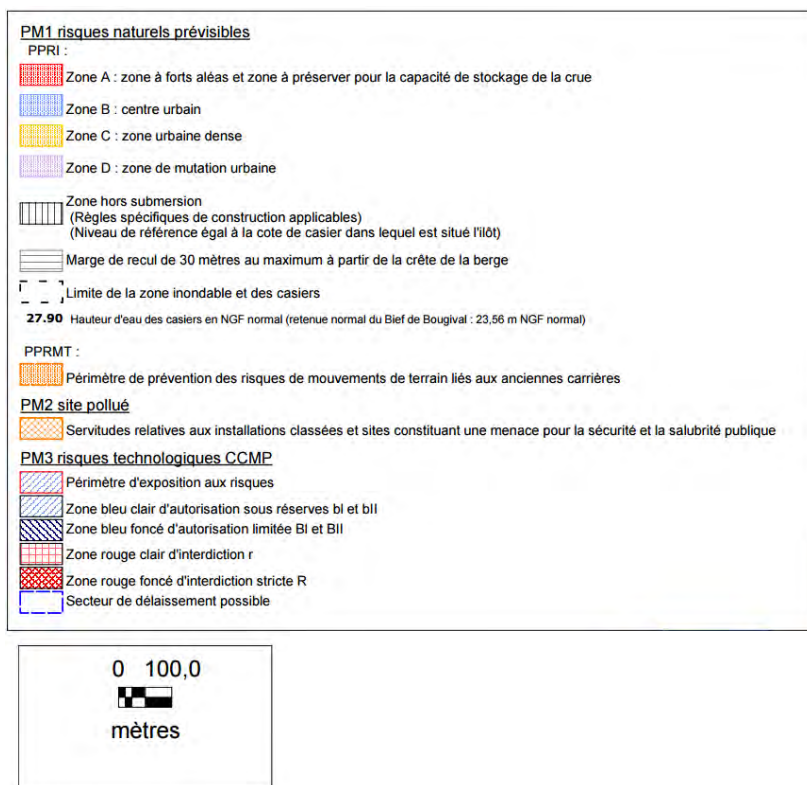 PM1 risques naturels prévisibles
PPRI :
Zone A : zone à forts aléas et zone à préserver pour la capacité de stockage de la crue
Zone B : centre urbain
Zone C : zone urbaine dense
Zone D : zone de mutation urbaine
Zone hors submersion
(Règles spécifiques de construction applicables)
(Niveau de référence égal à la cote de casier dans lequel est situé l'ilôt)
Marge de recul de 30 mètres au maximum à partir de la crête de la berge
Limite de la zone inondable et des casiers
27.90 Hauteur d'eau des casiers en NGF normal (retenue normal du Bief de Bougival : 23,56 m NGF normal)
PPRMT :
Périmètre de prévention des risques de mouvements de terrain liés aux anciennes carrières
PM2 site pollué
Servitudes relatives aux installations classées et sites constituant une menace pour la sécurité et la salubrité publique
PM3 risques technologiques CCMP
Périmètre d'exposition aux risques
Zone bleu clair d'autorisation sous réserves bl et bll
Zone bleu foncé d'autorisation limitée Bl et BII
Zone rouge clair d'interdiction r
Zone rouge foncé d'interdiction stricte R
Secteur de délaissement possible
0 100,0
mètres